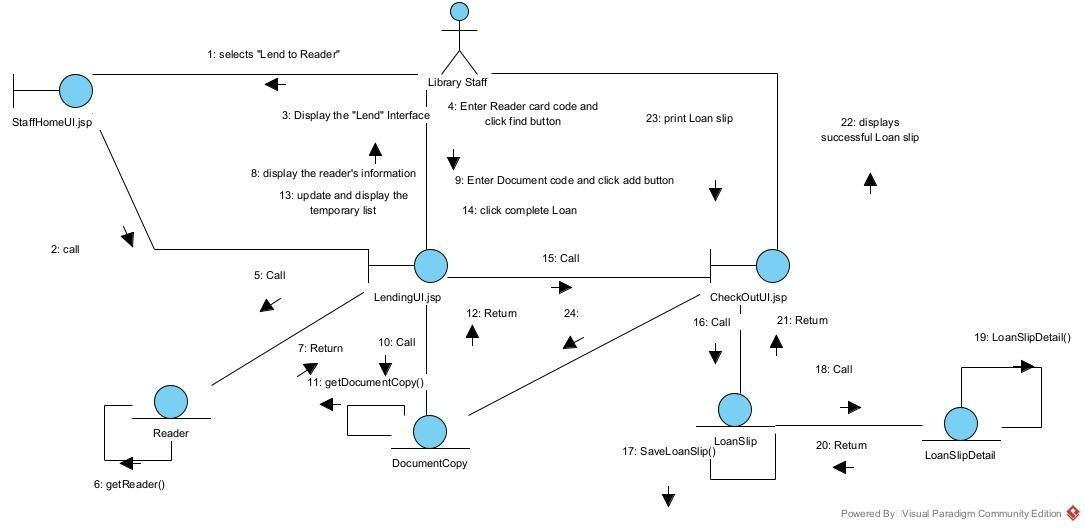 1: selects "Lend to Reader"
Library Staff
StaffHomeUI.jsp
3: Display the "Lend" Interface
4: Enter Reader card code and
click find button
23: print Loan slip
22: displays
successful Loan slip
8: display the reader's information
9: Enter Document code and click add button
13: update and display the
temporary list
14: click complete Loan
2: call
15: Call
5: Call
LendingUI.jsp
CheckOutUI.jsp
12: Return
24:
16: Call
21: Return
7: Return
10: Call
19: LoanSlipDetail()
18: Call
11: getDocumentCopy()
Reader
LoanSlip
20: Return
17: SaveLoanSlip()
LoanSlipDetail
DocumentCopy
6: getReader()
Powered By Visual Paradigm Community Edition